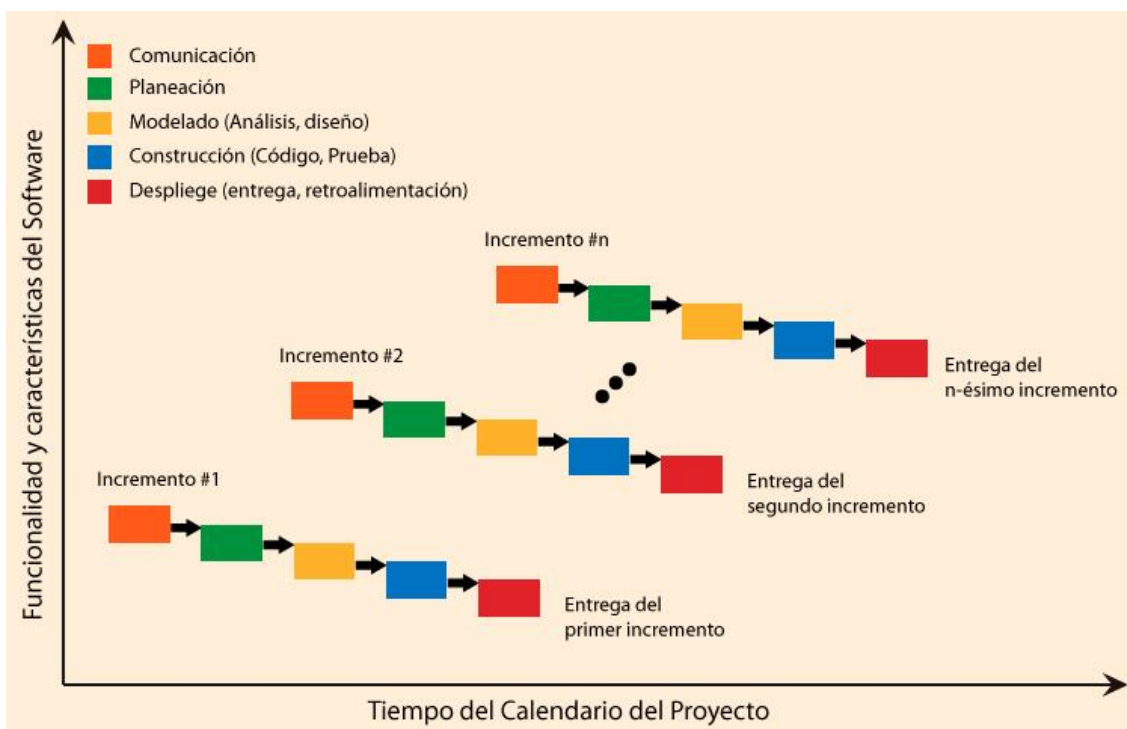 Funcionalidad y características del Software
Comunicación
Planeación
Modelado (Análisis, diseño)
Construcción (Código, Prueba)
Despliege (entrega, retroalimentación)
Incremento #n
Entrega del
n-ésimo incremento
Incremento #2
Entrega del
segundo incremento
Incremento #1
Entrega del
primer incremento
Tiempo del Calendario del Proyecto